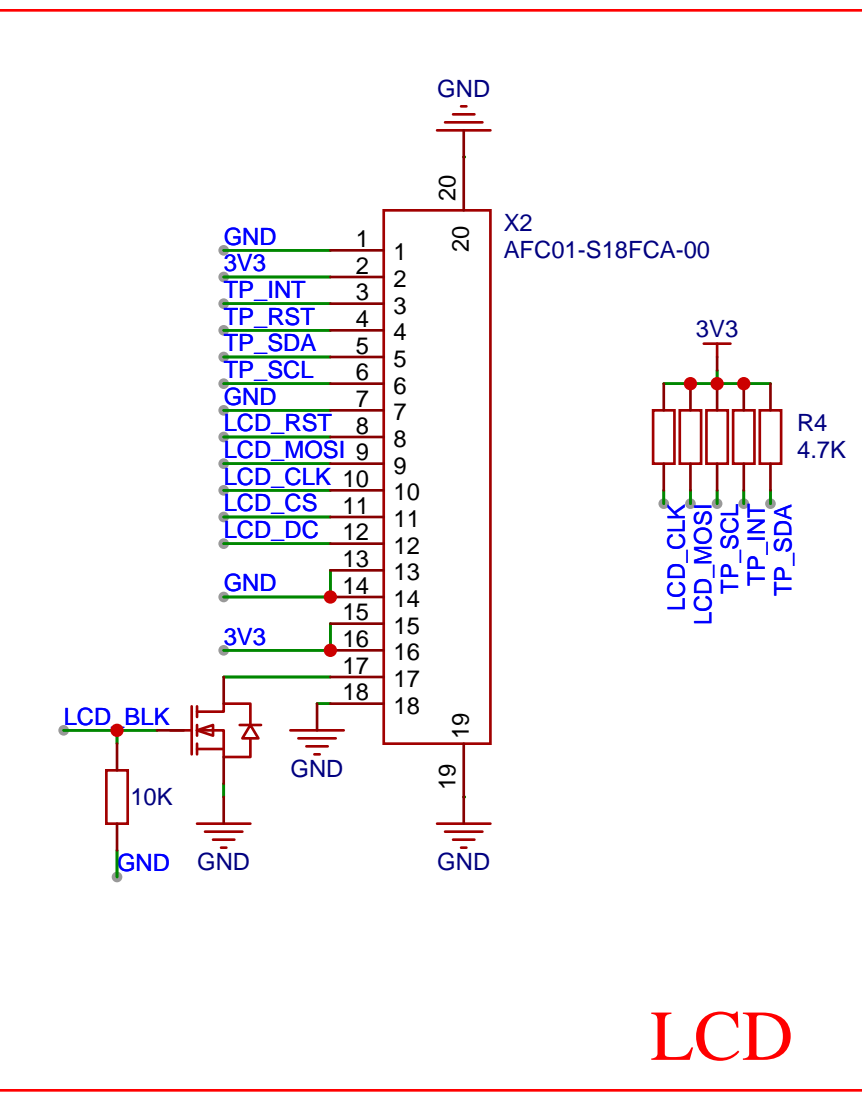 GND
20
20
X2
AFC01-S18FCA-00
GND 1 1
3V3 2 2
TP_INT 3 3
TP_RST 4 4
TP_SDA 5 5
TP_SCL 6 6
GND 7 7
LCD_RST 8 8
LCD_MOSI 9 9
LCD_CLK 10 10
LCD_CS 11 11
LCD_DC 12 12
13 13
GND 14 14
15 15
3V3 16 16
17 17
18 18
19
19
GND
GND
LCD_BLK
10K
GND
GND
3V3
R4
4.7K
LCD_CLK
LCD_MOSI
TP_SCL
TP_INT
TP_SDA
LCD